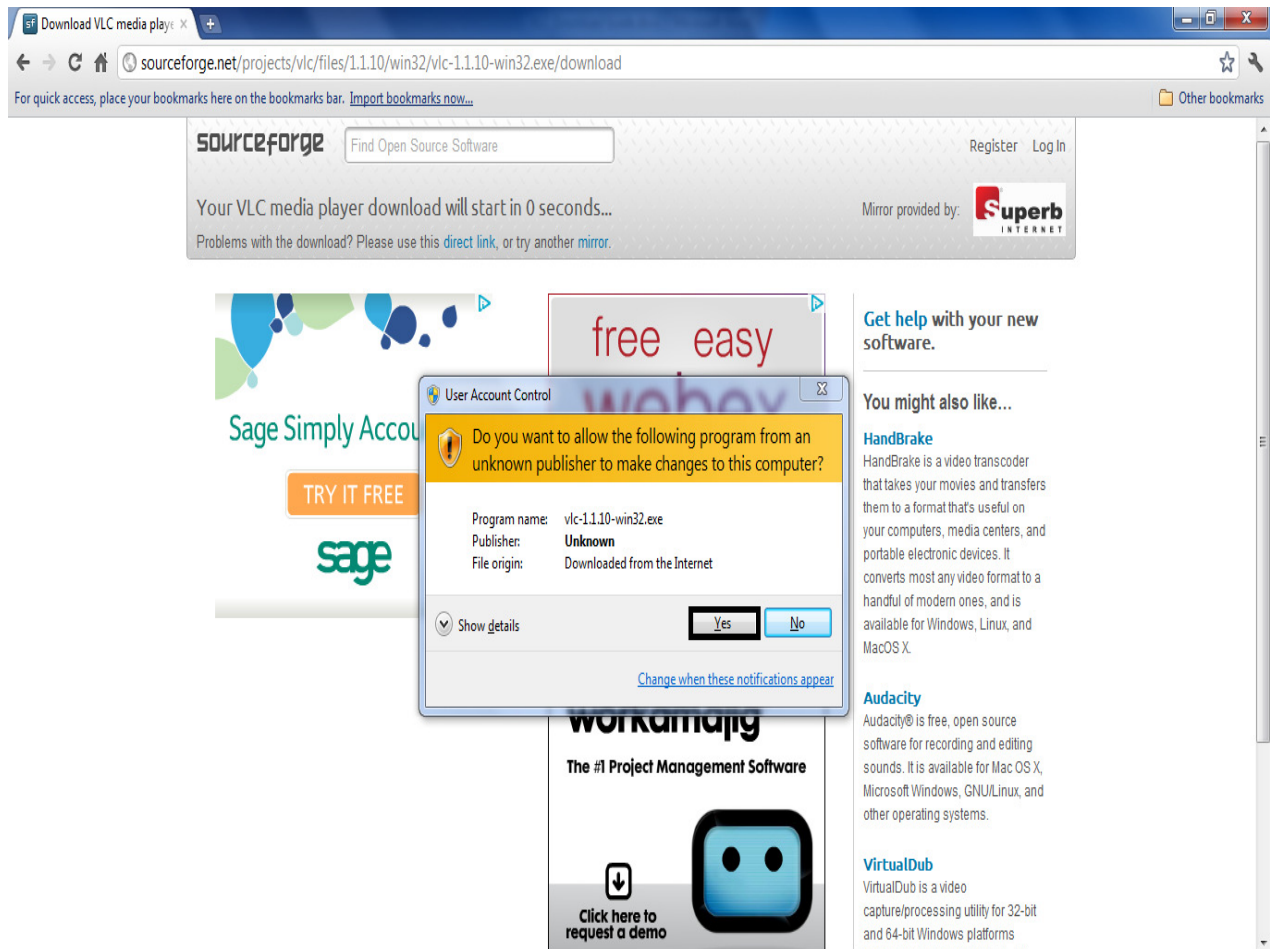 Download VLC media playe
sourceforge.net/projects/vlc/files/1.1.10/win32/vlc-1.1.10-win32.exe/download
For quick access, place your bookmarks here on the bookmarks bar. Import bookmarks now...
Other bookmarks
sourceforge
Find Open Source Software
Register Log In
Your VLC media player download will start in 0 seconds...
Problems with the download? Please use this direct link, or try another mirror.
Mirror provided by:
Superb
INTERNET
Sage Simply Accou
TRY IT FREE
sage
free easy
webex
User Account Control
Do you want to allow the following program from an
unknown publisher to make changes to this computer?
Program name: vlc-1.1.10-win32.exe
Publisher: Unknown
File origin: Downloaded from the Internet
Show details
Yes
No
Change when these notifications appear
workamajig
The #1 Project Management Software
Click here to
request a demo
Get help with your new
software.
You might also like...
HandBrake
HandBrake is a video transcoder
that takes your movies and transfers
them to a format that's useful on
your computers, media centers, and
portable electronic devices. It
converts most any video format to a
handful of modern ones, and is
available for Windows, Linux, and
MacOS X.
Audacity
Audacity® is free, open source
software for recording and editing
sounds. It is available for Mac OS X,
Microsoft Windows, GNU/Linux, and
other operating systems.
VirtualDub
VirtualDub is a video
capture/processing utility for 32-bit
and 64-bit Windows platforms